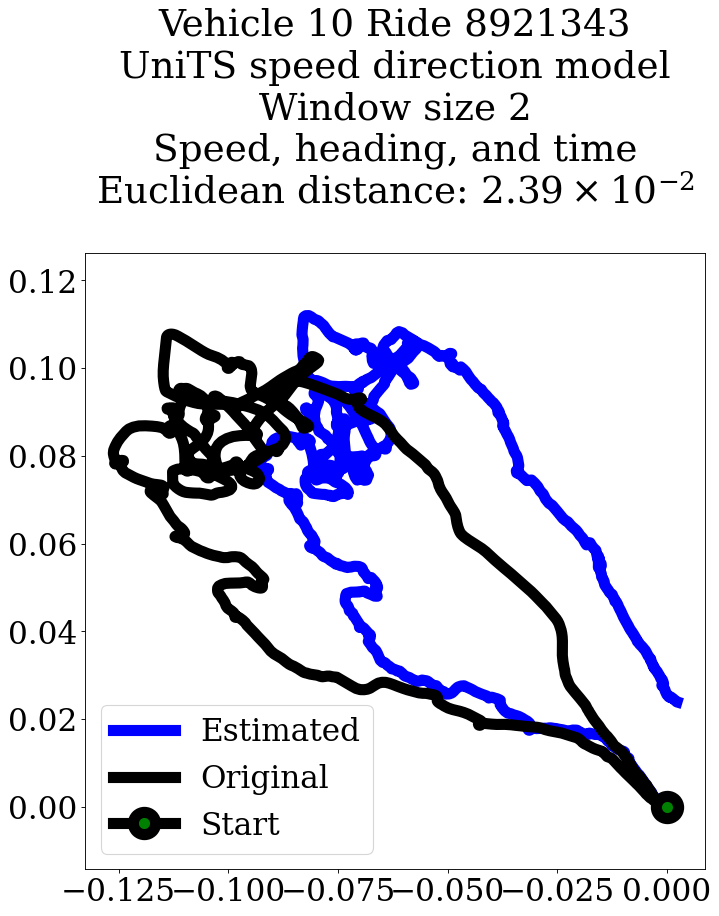 Vehicle 10 Ride 8921343
UniTS speed direction model
Window size 2
Speed, heading, and time
Euclidean distance: 2.39 × 10⁻²
0.12
0.10
0.08
0.06
0.04
0.02
0.00
Estimated
Original
Start
−0.125 −0.100 −0.075 −0.050 −0.025 0.000